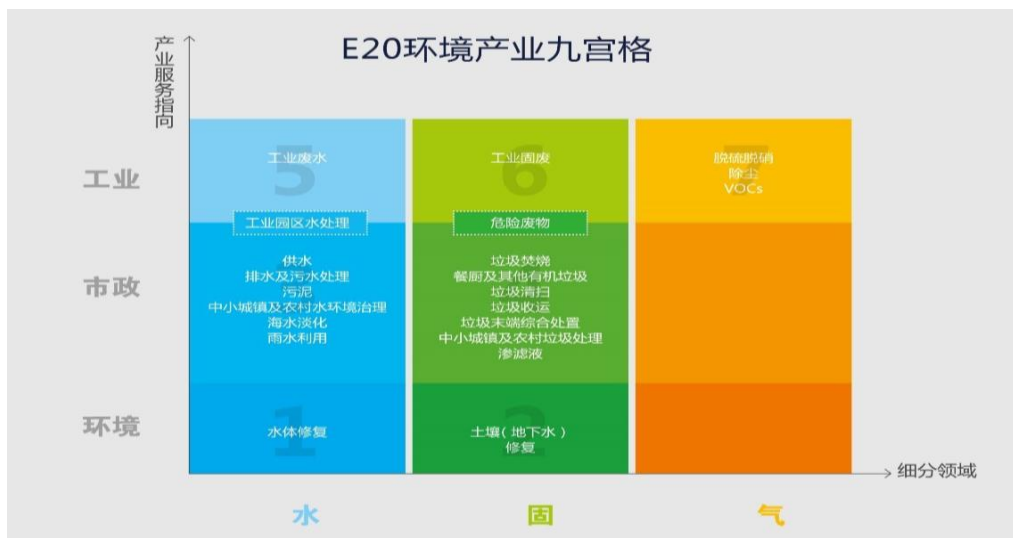 E20环境产业九宫格
产业服务指向
工业
工业废水
5
工业固废
6
脱硫脱硝
除尘
VOCs
7
工业园区水处理
危险废物
市政
供水
排水及污水处理
污泥
中小城镇及农村水环境治理
海水淡化
雨水利用
垃圾焚烧
餐厨及其他有机垃圾
垃圾清扫
垃圾收运
垃圾末端综合处置
中小城镇及农村垃圾处理
渗滤液
环境
水体修复
1
土壤(地下水)
修复
2
细分领域
水
固
气